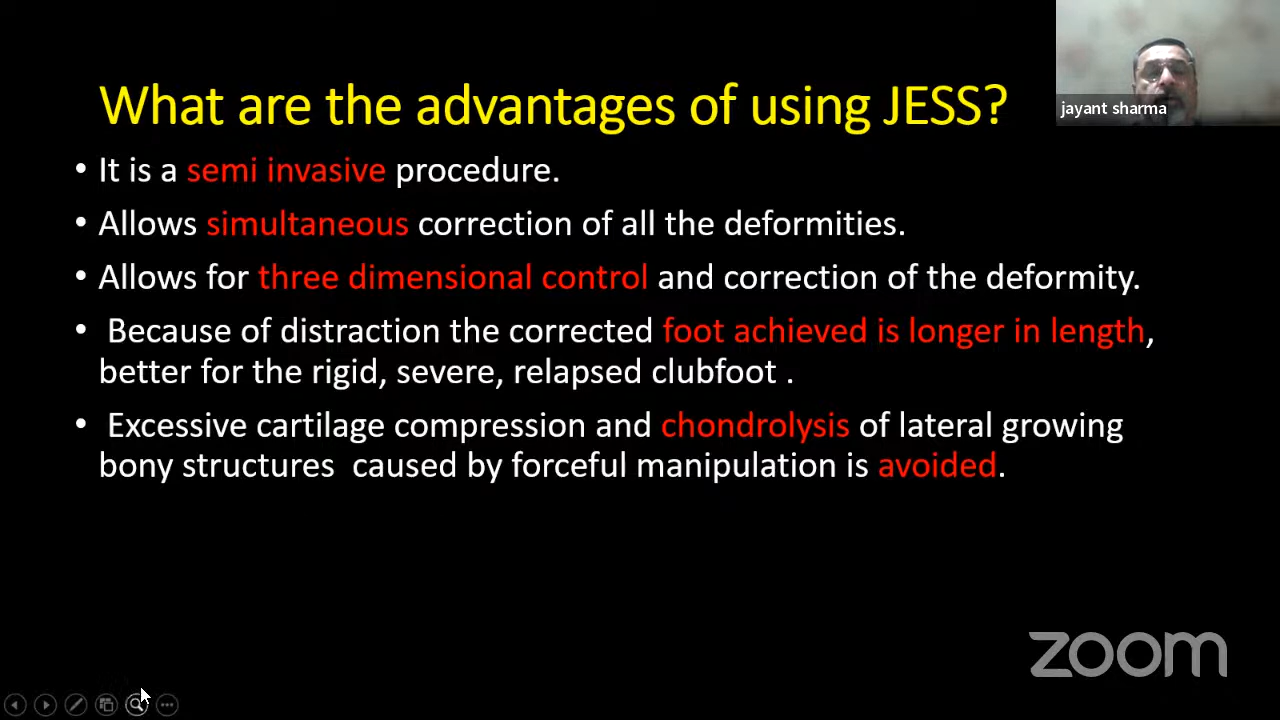 What are the advantages of using JESS?
jayant sharma
• It is a semi invasive procedure.
• Allows simultaneous correction of all the deformities.
• Allows for three dimensional control and correction of the deformity.
• Because of distraction the corrected foot achieved is longer in length,
better for the rigid, severe, relapsed clubfoot .
• Excessive cartilage compression and chondrolysis of lateral growing
bony structures caused by forceful manipulation is avoided.
zoom